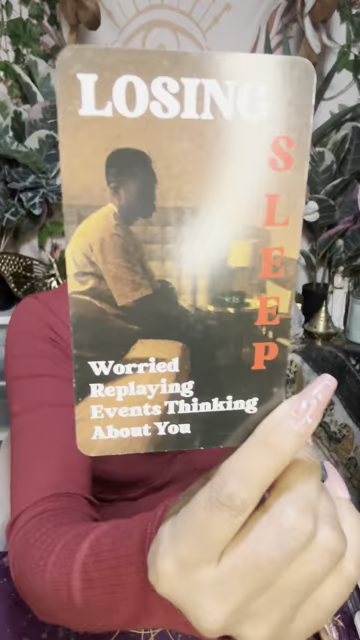 LOSING
SLEEP
Worried
Replaying
Events Thinking
About You